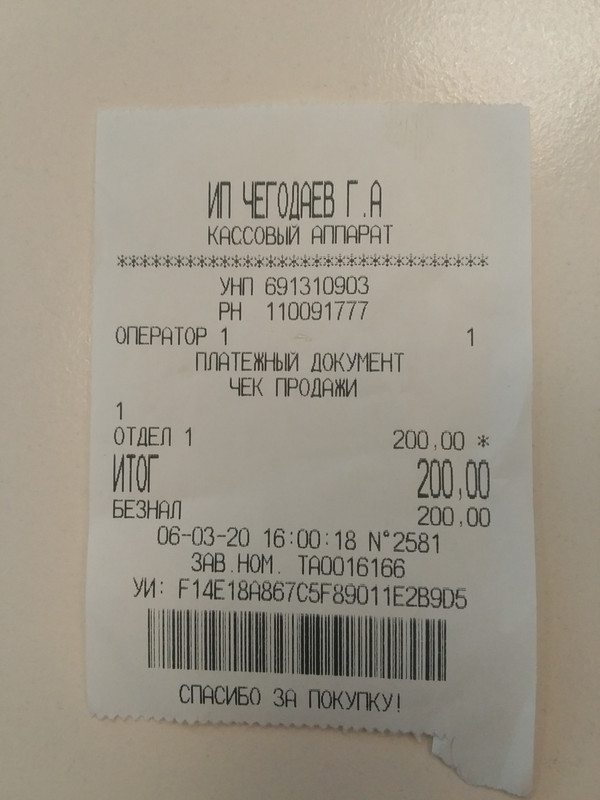 ИП ЧЕГОДАЕВ Г.А
КАССОВЫЙ АППАРАТ
******************************************
УНП 691310903
РН 110091777
ОПЕРАТОР 1 1
ПЛАТЕЖНЫЙ ДОКУМЕНТ
ЧЕК ПРОДАЖИ
1
ОТДЕЛ 1 200,00 *
ИТОГ 200,00
БЕЗНАЛ 200,00
06-03-20 16:00:18 N°2581
ЗАВ.НОМ. ТА0016166
УИ: F14E18A867C5F89011E2B9D5
СПАСИБО ЗА ПОКУПКУ!